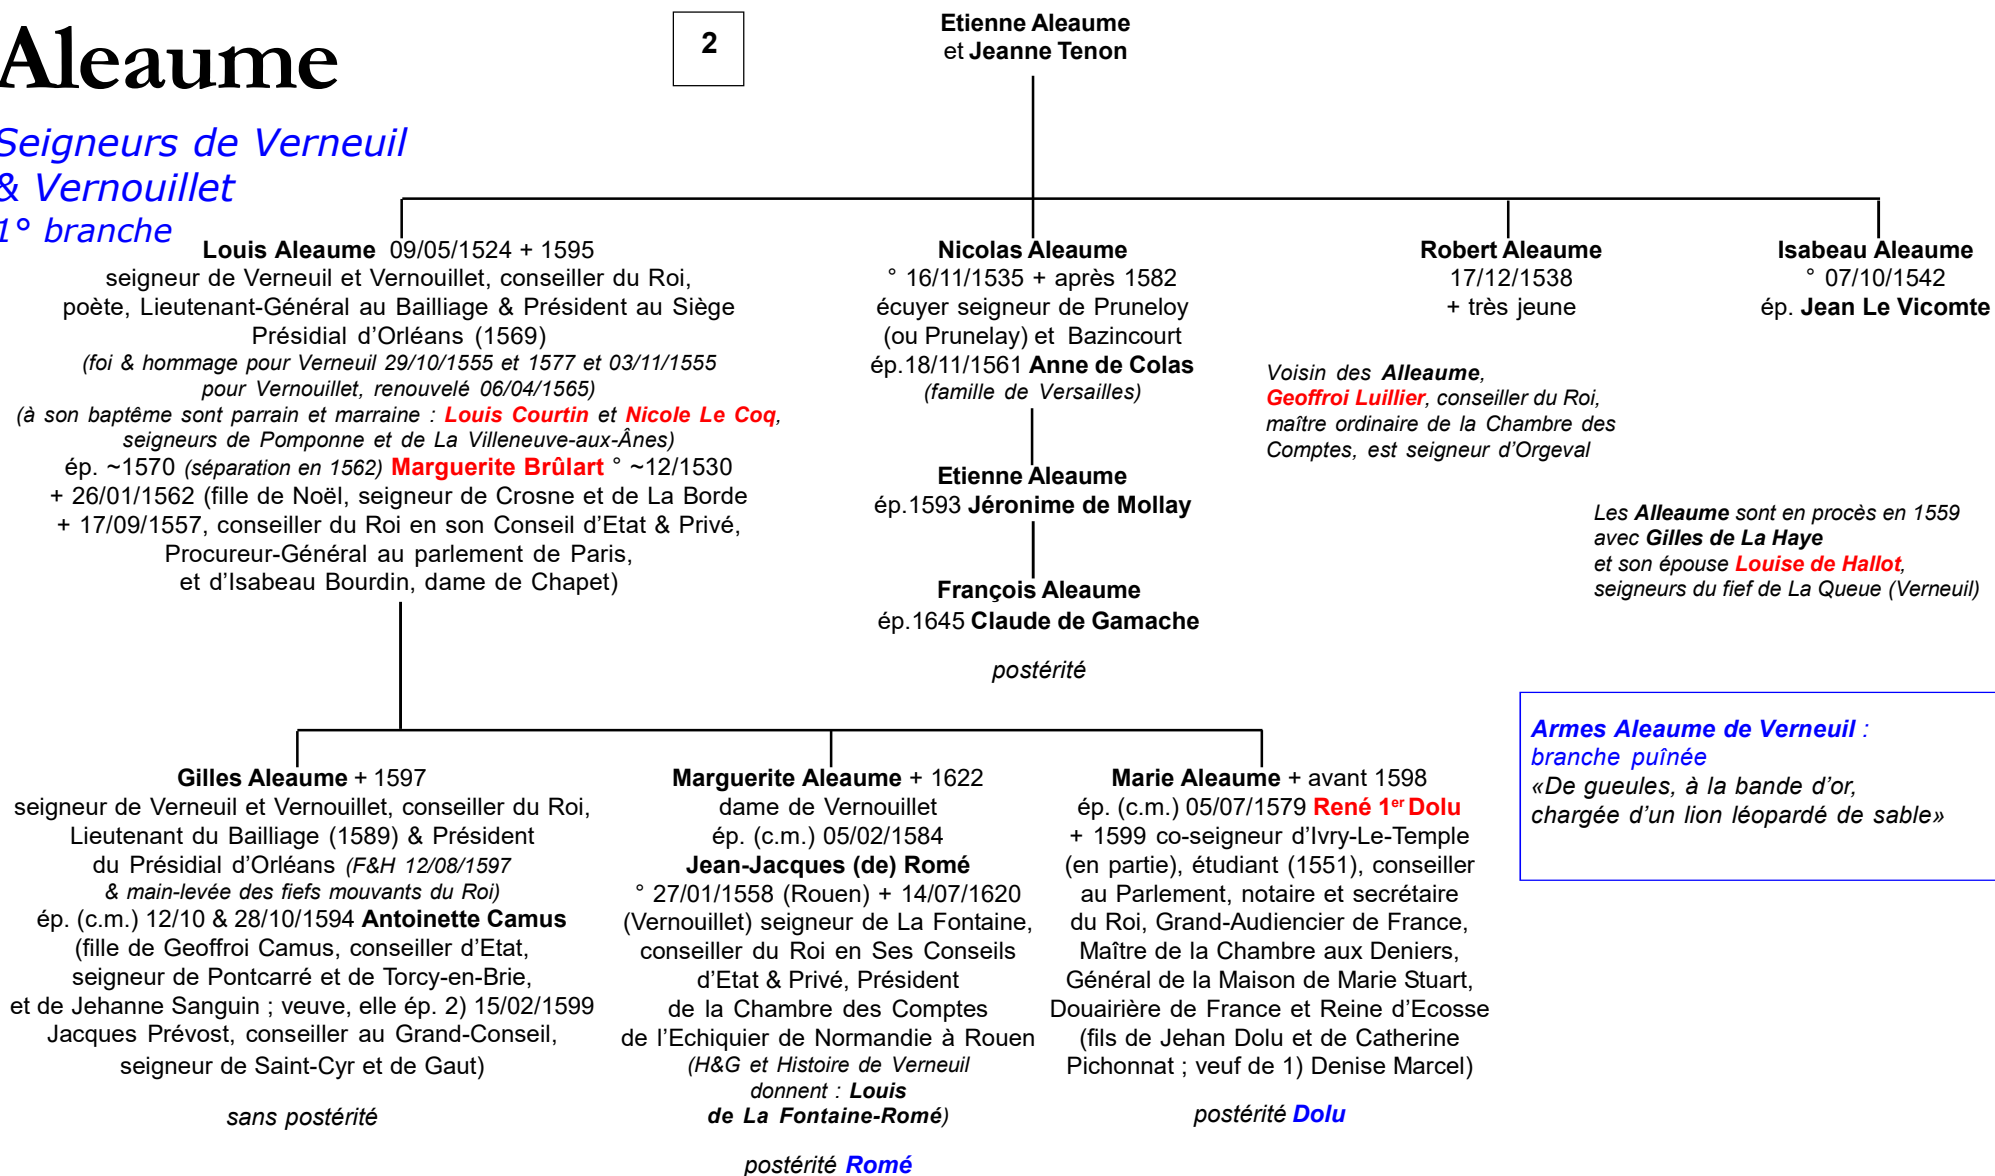 Aleaume
Seigneurs de Verneuil
& Vernouillet
1° branche
2
Etienne Aleaume
et Jeanne Tenon
Louis Aleaume 09/05/1524 + 1595
seigneur de Verneuil et Vernouillet, conseiller du Roi,
poète, Lieutenant-Général au Bailliage & Président au Siège
Présidial d'Orléans (1569)
(foi & hommage pour Verneuil 29/10/1555 et 1577 et 03/11/1555
pour Vernouillet, renouvelé 06/04/1565)
(à son baptême sont parrain et marraine : Louis Courtin et Nicole Le Coq,
seigneurs de Pomponne et de La Villeneuve-aux-Ânes)
ép. ~1570 (séparation en 1562) Marguerite Brûlart ° ~12/1530
+ 26/01/1562 (fille de Noël, seigneur de Crosne et de La Borde
+ 17/09/1557, conseiller du Roi en son Conseil d'Etat & Privé,
Procureur-Général au parlement de Paris,
et d'Isabeau Bourdin, dame de Chapet)
Nicolas Aleaume
° 16/11/1535 + après 1582
écuyer seigneur de Pruneloy
(ou Prunelay) et Bazincourt
ép.18/11/1561 Anne de Colas
(famille de Versailles)
Etienne Aleaume
ép.1593 Jéronime de Mollay
François Aleaume
ép.1645 Claude de Gamache
postérité
Robert Aleaume
17/12/1538
+ très jeune
Isabeau Aleaume
° 07/10/1542
ép. Jean Le Vicomte
Voisin des Alleaume,
Geoffroi Luillier, conseiller du Roi,
maître ordinaire de la Chambre des
Comptes, est seigneur d'Orgeval
Les Alleaume sont en procès en 1559
avec Gilles de La Haye
et son épouse Louise de Hallot,
seigneurs du fief de La Queue (Verneuil)
Armes Aleaume de Verneuil :
branche puînée
«De gueules, à la bande d'or,
chargée d'un lion léopardé de sable»
Gilles Aleaume + 1597
seigneur de Verneuil et Vernouillet, conseiller du Roi,
Lieutenant du Bailliage (1589) & Président
du Présidial d'Orléans (F&H 12/08/1597
& main-levée des fiefs mouvants du Roi)
ép. (c.m.) 12/10 & 28/10/1594 Antoinette Camus
(fille de Geoffroi Camus, conseiller d'Etat,
seigneur de Pontcarré et de Torcy-en-Brie,
et de Jehanne Sanguin ; veuve, elle ép. 2) 15/02/1599
Jacques Prévost, conseiller au Grand-Conseil,
seigneur de Saint-Cyr et de Gaut)
sans postérité
Marguerite Aleaume + 1622
dame de Vernouillet
ép. (c.m.) 05/02/1584
Jean-Jacques (de) Romé
° 27/01/1558 (Rouen) + 14/07/1620
(Vernouillet) seigneur de La Fontaine,
conseiller du Roi en Ses Conseils
d'Etat & Privé, Président
de la Chambre des Comptes
de l'Echiquier de Normandie à Rouen
(H&G et Histoire de Verneuil
donnent : Louis
de La Fontaine-Romé)
postérité Romé
Marie Aleaume + avant 1598
ép. (c.m.) 05/07/1579 René 1er Dolu
+ 1599 co-seigneur d'Ivry-Le-Temple
(en partie), étudiant (1551), conseiller
au Parlement, notaire et secrétaire
du Roi, Grand-Audiencier de France,
Maître de la Chambre aux Deniers,
Général de la Maison de Marie Stuart,
Douairière de France et Reine d'Ecosse
(fils de Jehan Dolu et de Catherine
Pichonnat ; veuf de 1) Denise Marcel)
postérité Dolu